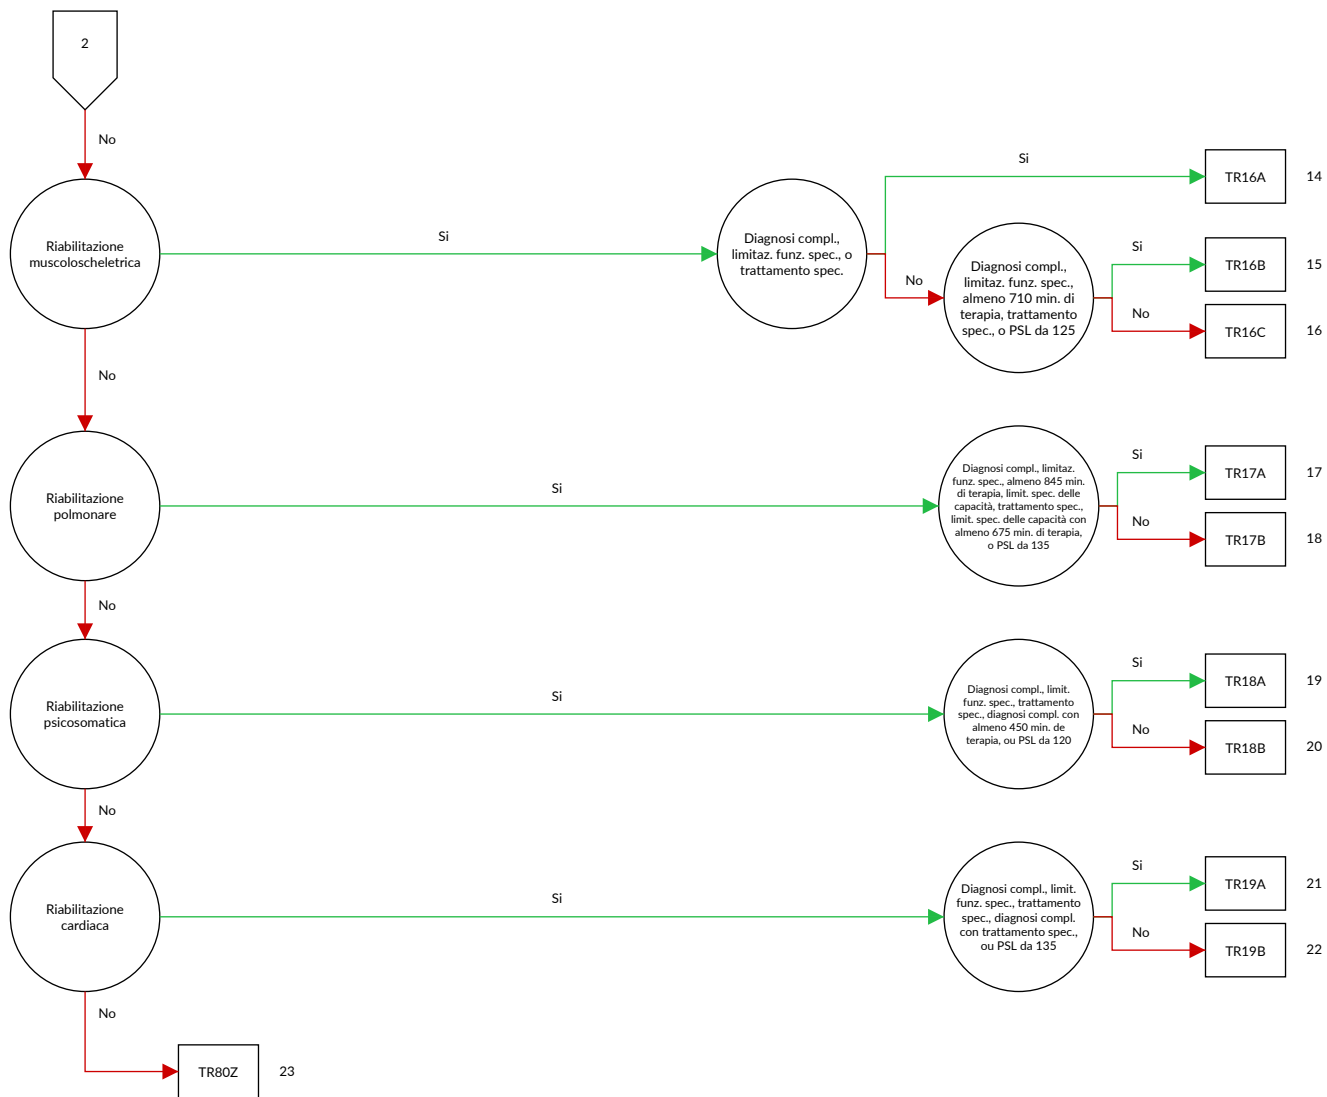 2
No
Si
TR16A
14
Riabilitazione
muscoloscheletrica
Si
Diagnosi compl.,
limitaz. funz. spec., o
trattamento spec.
No
Diagnosi compl.,
limitaz. funz. spec.,
almeno 710 min. di
terapia, trattamento
spec., o PSL da 125
Si
TR16B
15
No
TR16C
16
No
Riabilitazione
polmonare
Si
Diagnosi compl., limitaz.
funz. spec., almeno 845 min.
di terapia, limit. spec. delle
capacità, trattamento spec.,
limit. spec. delle capacità con
almeno 675 min. di terapia,
o PSL da 135
Si
TR17A
17
No
TR17B
18
No
Riabilitazione
psicosomatica
Si
Diagnosi compl., limit.
funz. spec., trattamento
spec., diagnosi compl. con
almeno 450 min. de
terapia, ou PSL da 120
Si
TR18A
19
No
TR18B
20
No
Riabilitazione
cardiaca
Si
Diagnosi compl., limit.
funz. spec., trattamento
spec., diagnosi compl.
con trattamento spec.,
ou PSL da 135
Si
TR19A
21
No
TR19B
22
No
TR80Z
23